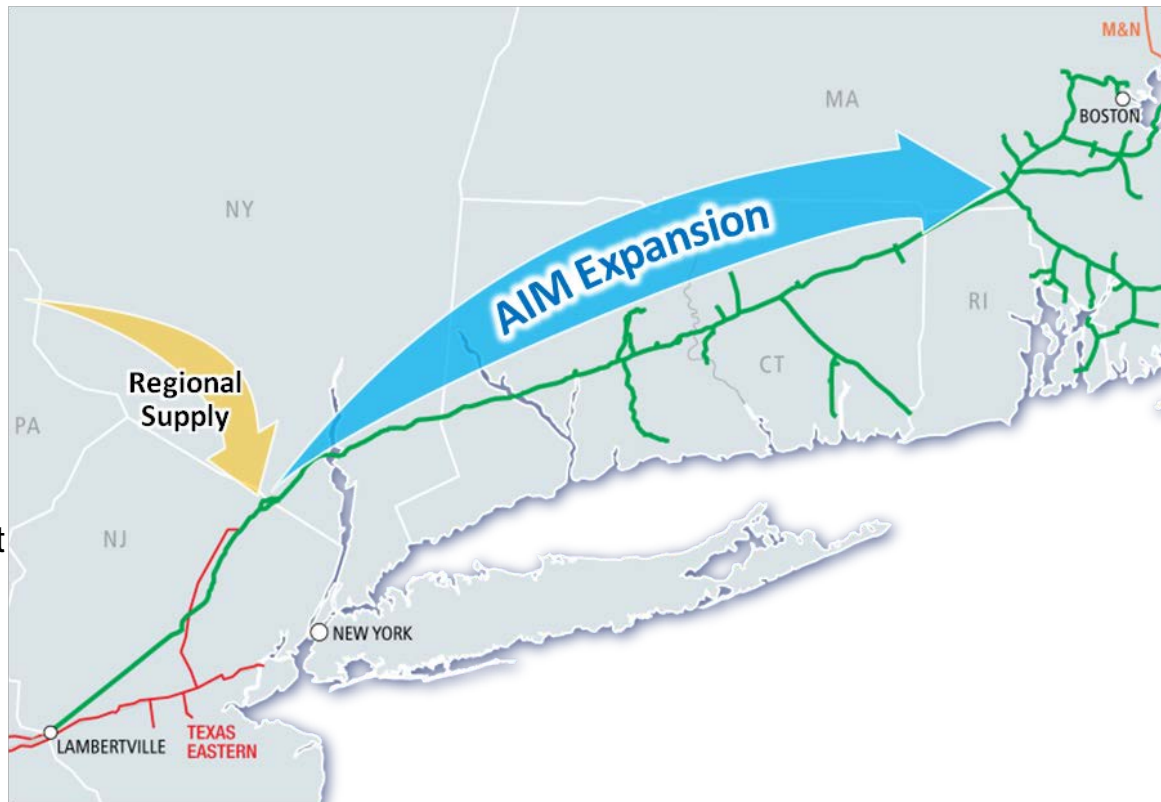 M&N
MA
BOSTON
NY
AIM Expansion
RI
Regional
Supply
CT
PA
t
NJ
NEW YORK
LAMBERTVILLE
TEXAS
EASTERN